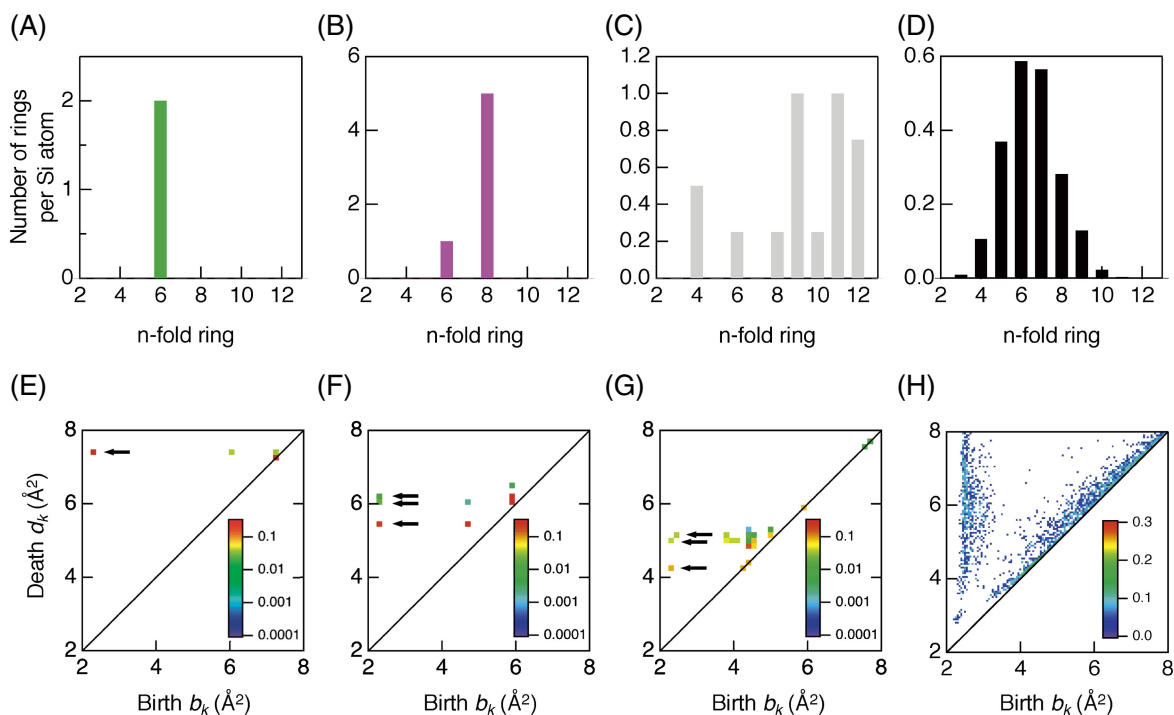 (A)
Number of rings
per Si atom
2
1
0
2 4 6 8 10 12
n-fold ring
(B)
6
4
2
0
2 4 6 8 10 12
n-fold ring
(C)
1.2
1.0
0.8
0.6
0.4
0.2
0.0
2 4 6 8 10 12
n-fold ring
(D)
0.6
0.4
0.2
0.0
2 4 6 8 10 12
n-fold ring
(E)
Death dk (Å²)
8
6
4
2
0.1
0.01
0.001
0.0001
2 4 6 8
Birth bk (Å²)
(F)
8
6
4
2
0.1
0.01
0.001
0.0001
2 4 6 8
Birth bk (Å²)
(G)
8
6
4
2
0.1
0.01
0.001
0.0001
2 4 6 8
Birth bk (Å²)
(H)
8
6
4
2
0.3
0.2
0.1
0.0
2 4 6 8
Birth bk (Å²)